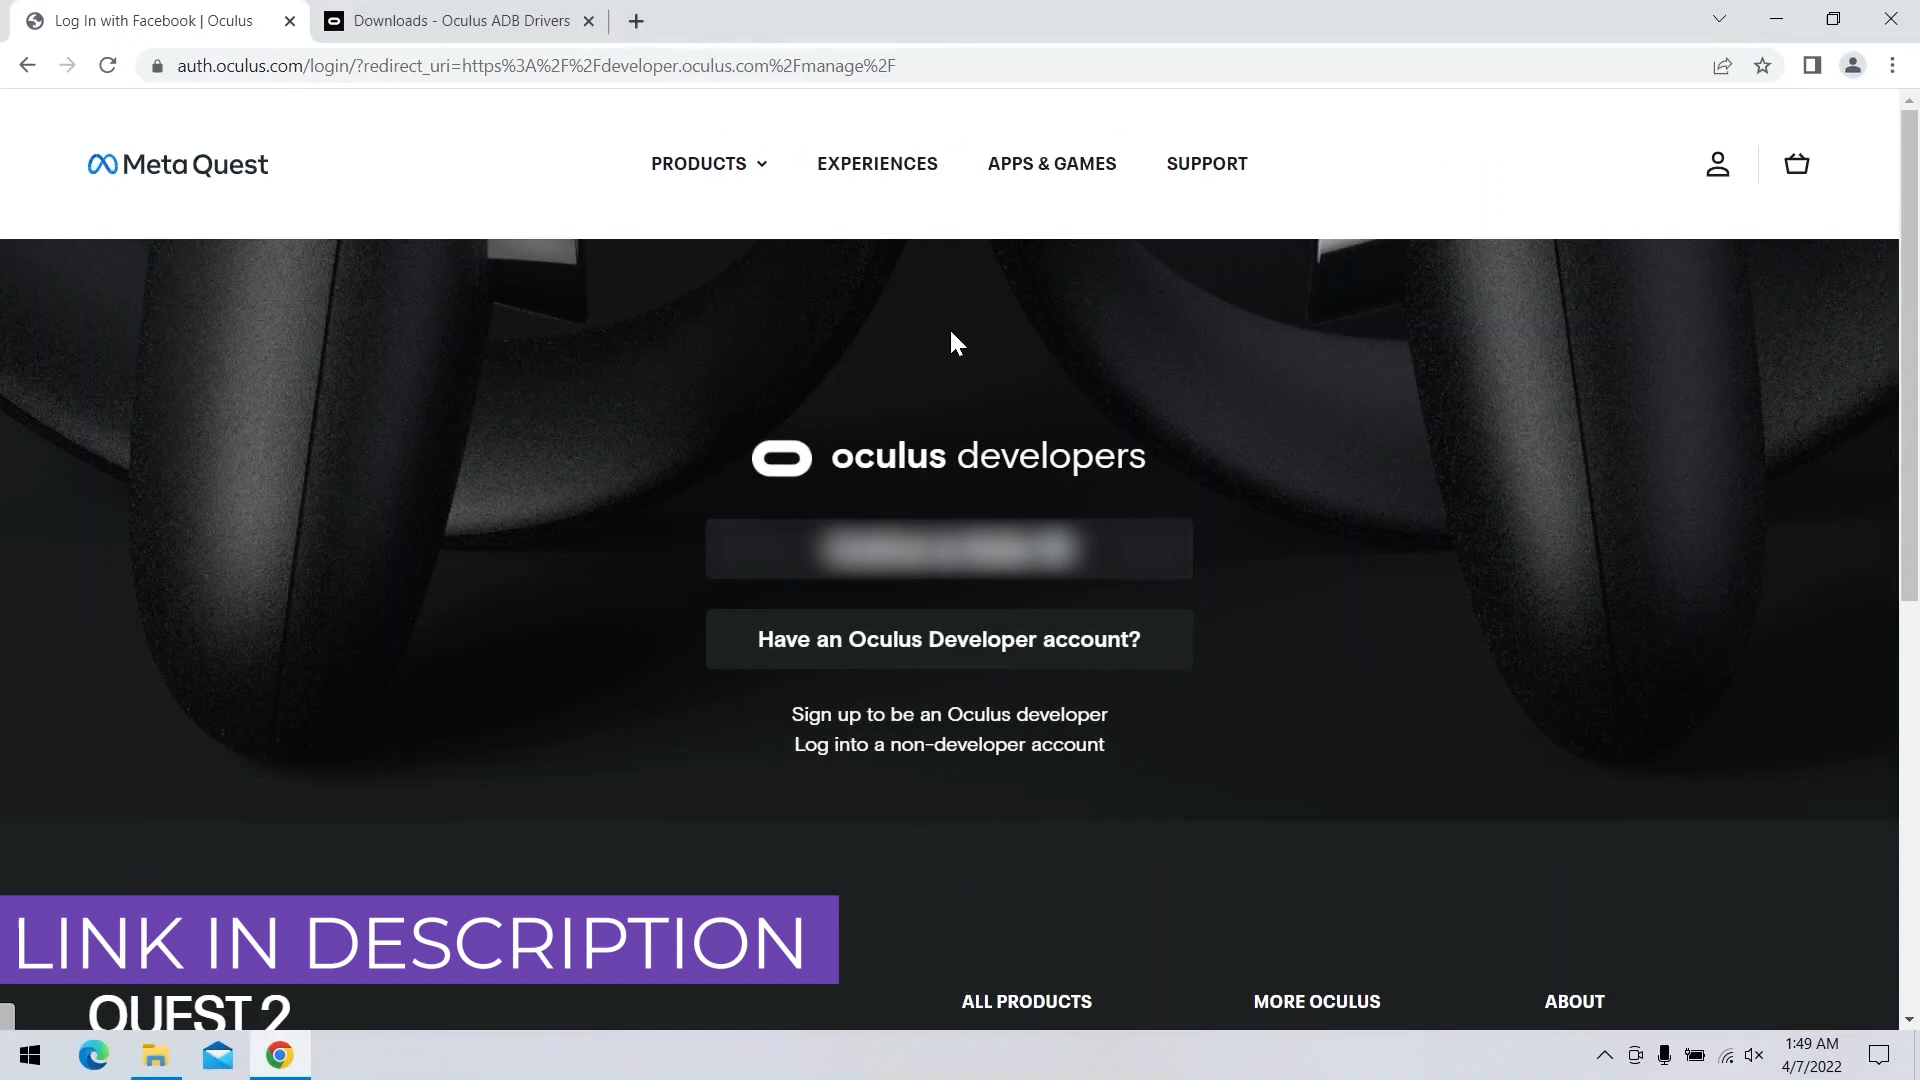 Log In with Facebook | Oculus
Downloads - Oculus ADB Drivers
auth.oculus.com/login/?redirect_uri=https%3A%2F%2Fdeveloper.oculus.com%2Fmanage%2F
Meta Quest
PRODUCTS
EXPERIENCES
APPS & GAMES
SUPPORT
oculus developers
Have an Oculus Developer account?
Sign up to be an Oculus developer
Log into a non-developer account
LINK IN DESCRIPTION
QUEST 2
ALL PRODUCTS
MORE OCULUS
ABOUT
1:49 AM
4/7/2022